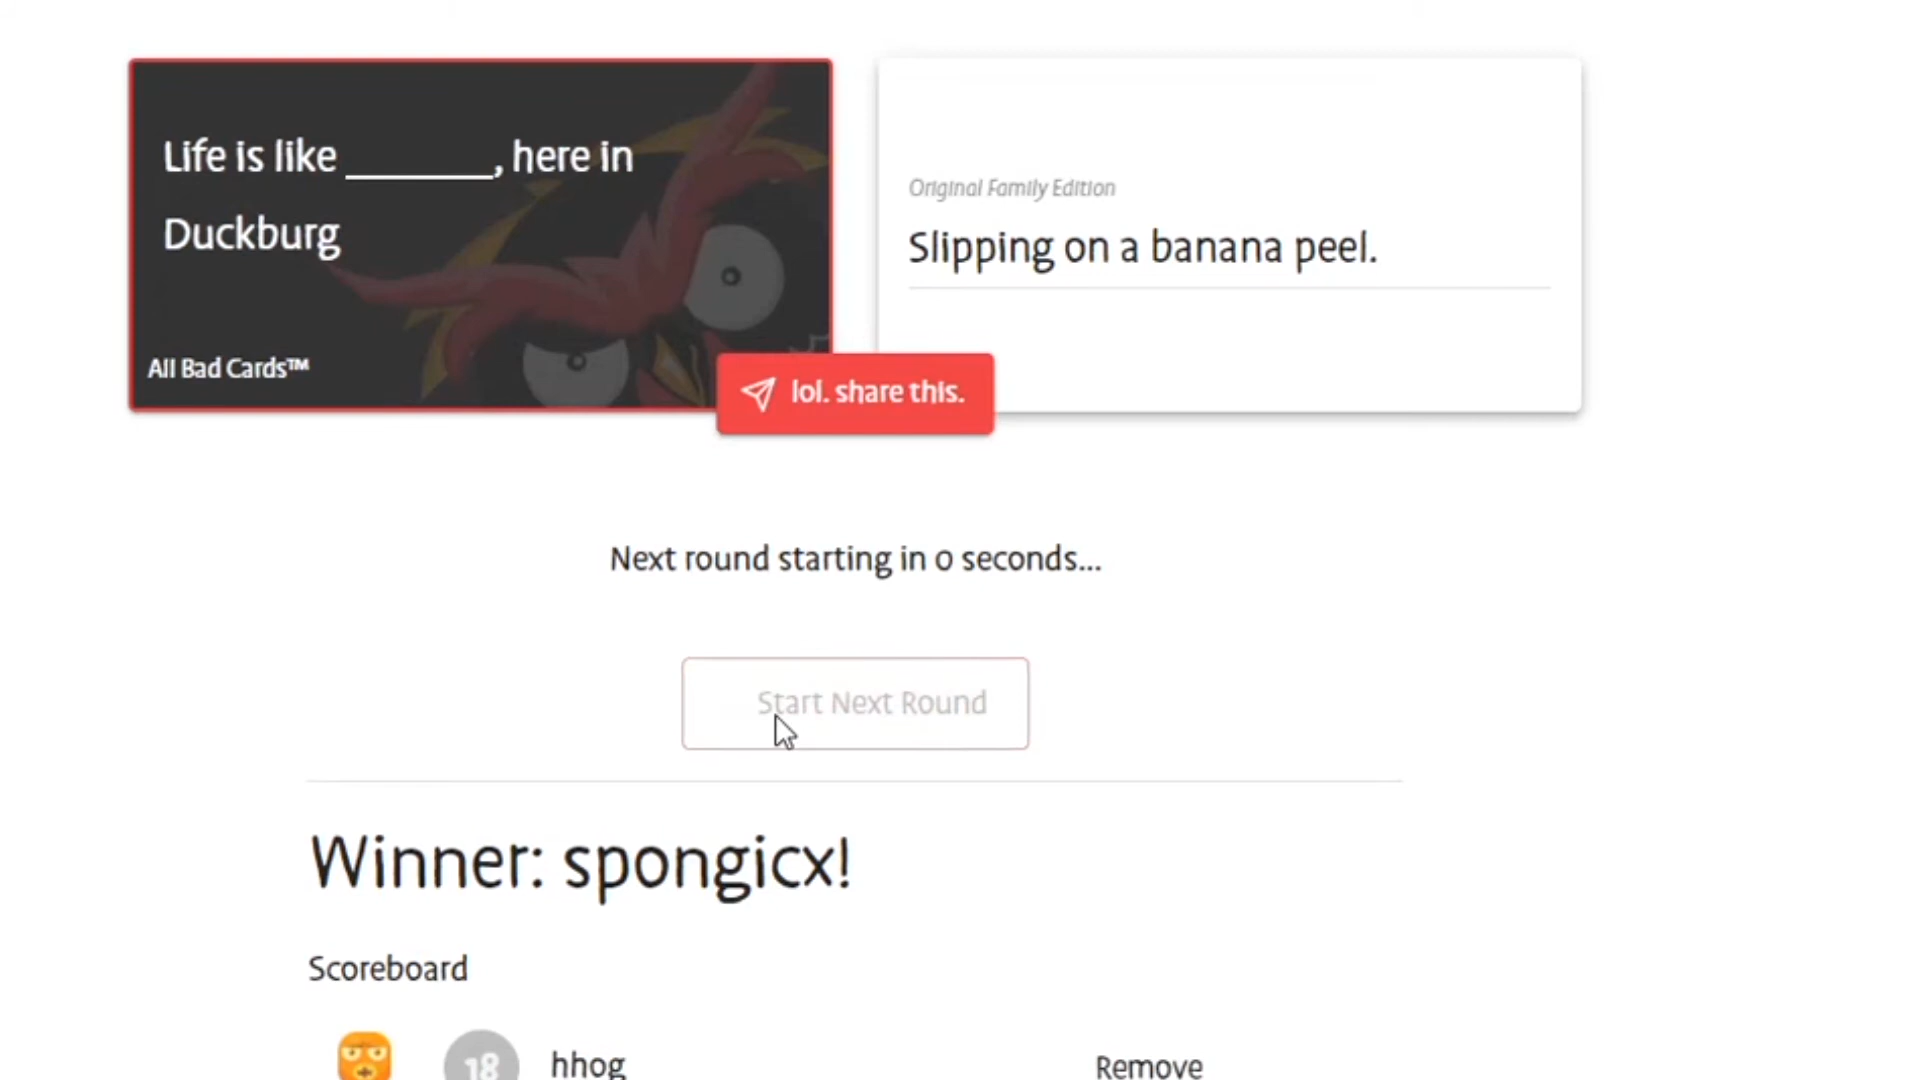 Life is like _______, here in
Duckburg
All Bad Cards™
Original Family Edition
Slipping on a banana peel.
lol. share this.
Next round starting in 0 seconds...
Start Next Round
Winner: spongicx!
Scoreboard
18 hhog Remove